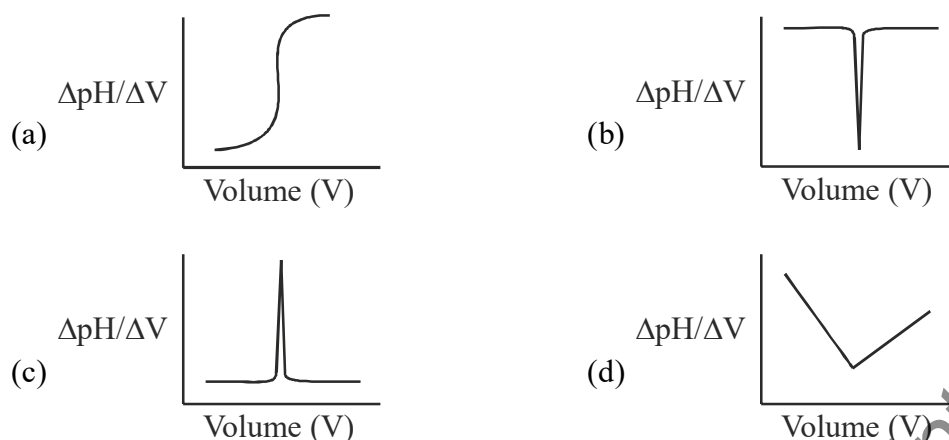 (a) ΔpH/ΔV
Volume (V)
(b) ΔpH/ΔV
Volume (V)
(c) ΔpH/ΔV
Volume (V)
(d) ΔpH/ΔV
Volume (V)